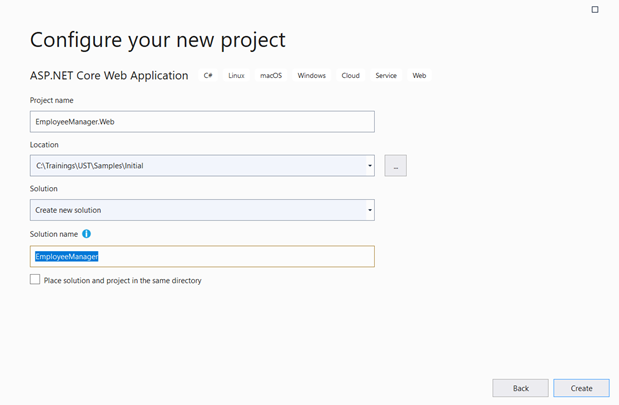 Configure your new project
ASP.NET Core Web Application C# Linux macOS Windows Cloud Service Web
Project name
EmployeeManager.Web
Location
C:\Trainings\UST\Samples\Initial
...
Solution
Create new solution
Solution name
EmployeeManager
Place solution and project in the same directory
Back Create